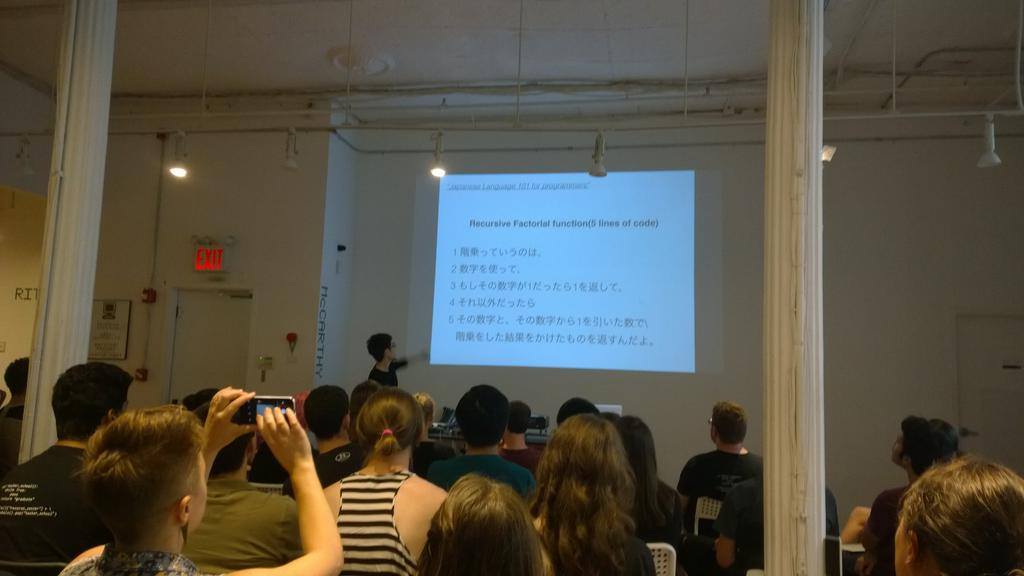 "Japanese Language 101 for programmers"
Recursive Factorial function(5 lines of code)
1 階乗っていうのは、
2 数字を使って、
3 もしその数字が1だったら1を返して、
4 それ以外だったら
5 その数字と、その数字から1を引いた数で\
階乗をした結果をかけたものを返すんだよ。
EXIT
McCARTHY
RIT